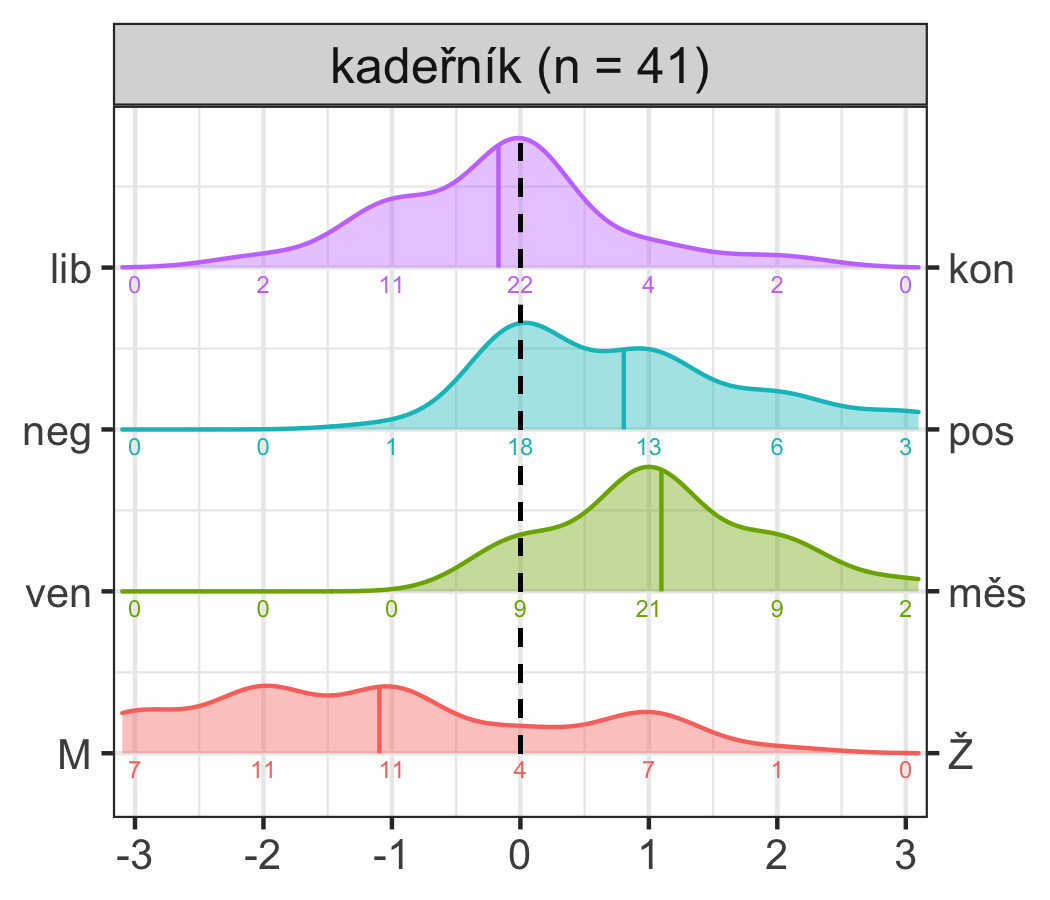 kadeřník (n = 41)
lib kon
0 2 11 22 4 2 0
neg pos
0 0 1 18 13 6 3
ven měs
0 0 0 9 21 9 2
M Ž
7 11 11 4 7 1 0
-3 -2 -1 0 1 2 3